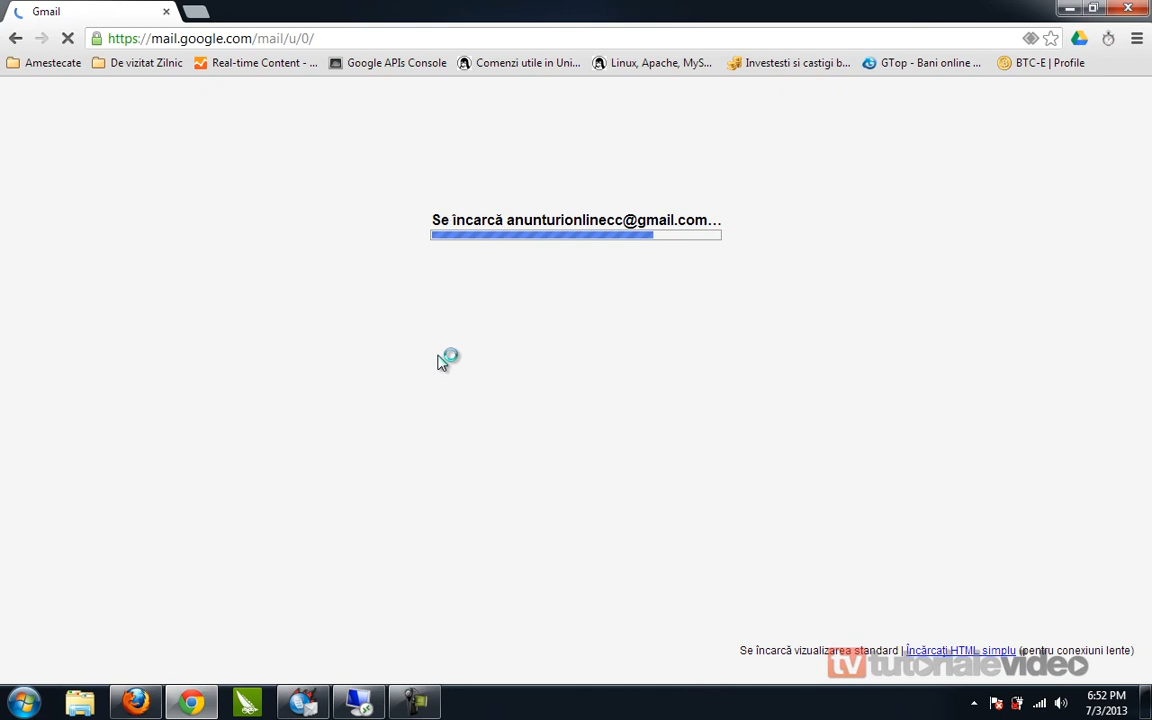 Gmail
https://mail.google.com/mail/u/0/
Amestecate De vizitat Zilnic Real-time Content - ... Google APIs Console Comenzi utile in Uni... Linux, Apache, MyS... Investesti si castigi b... GTop - Bani online ... BTC-E | Profile
Se încarcă anunturionlinecc@gmail.com…
Se încarcă vizualizarea standard | Încărcați HTML simplu (pentru conexiuni lente)
tv tutorialevideo
6:52 PM
7/3/2013